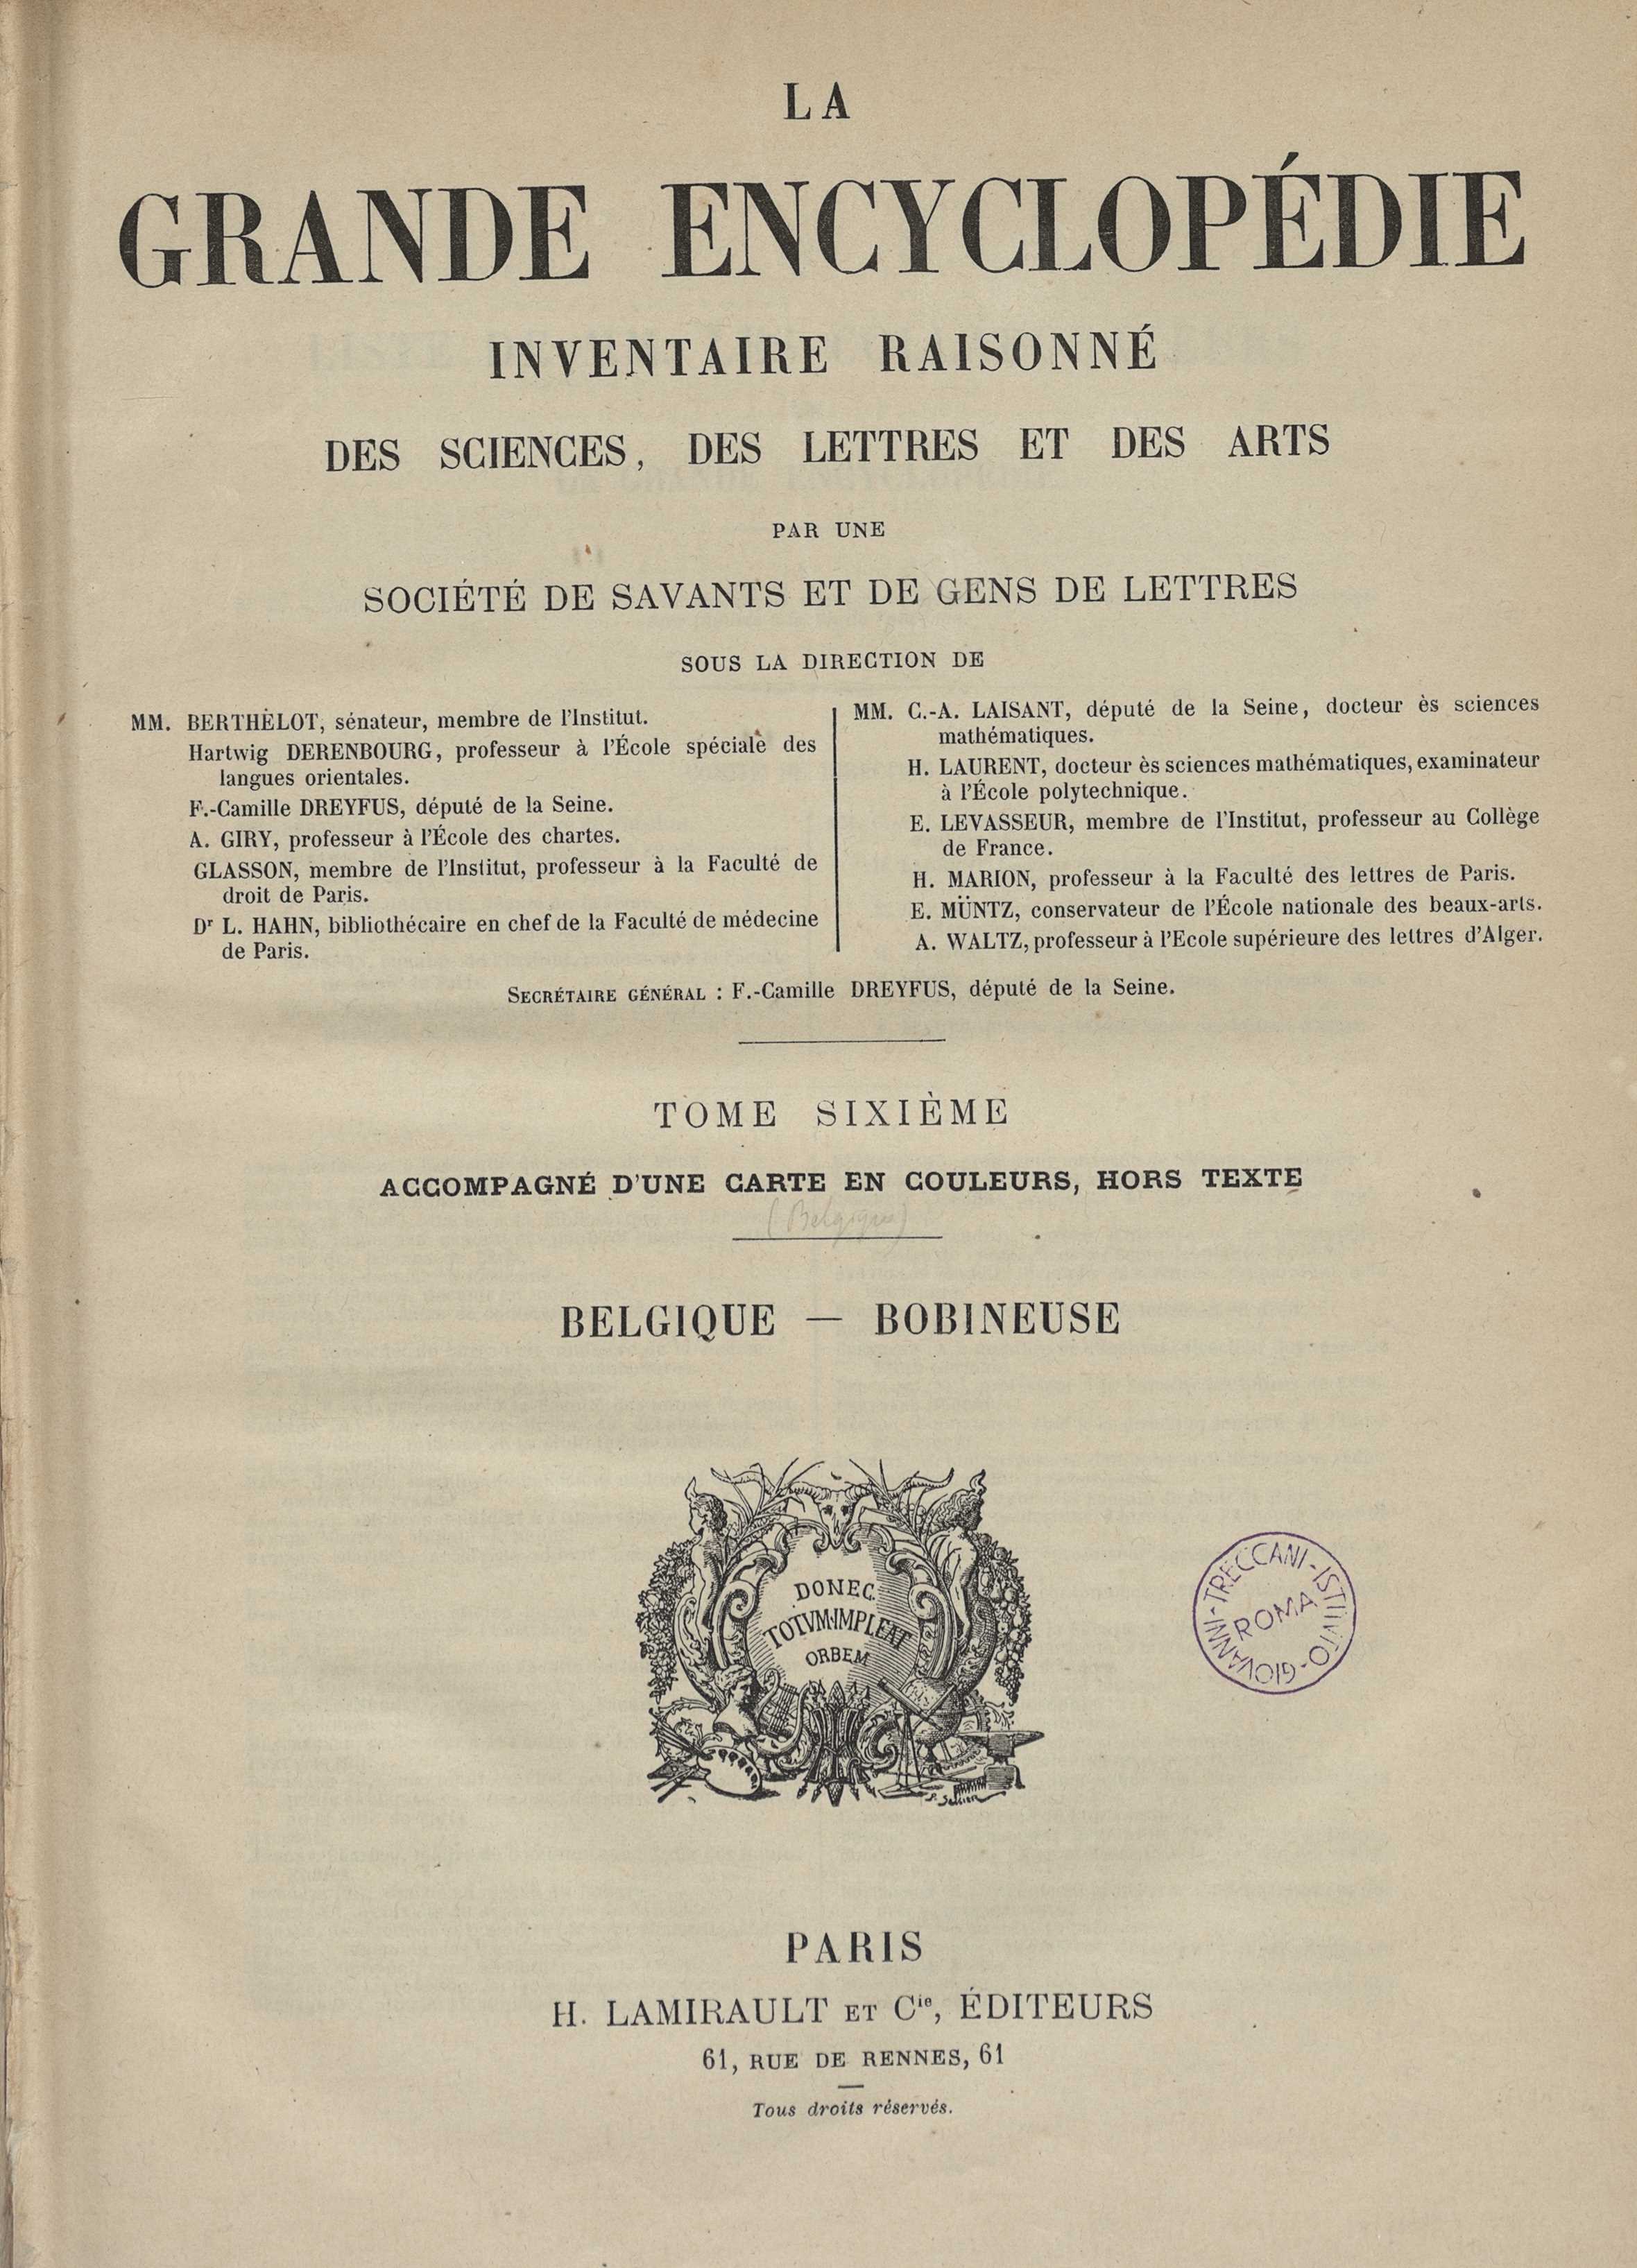 LA
GRANDE ENCYCLOPÉDIE
INVENTAIRE RAISONNÉ
DES SCIENCES, DES LETTRES ET DES ARTS
PAR UNE
SOCIÉTÉ DE SAVANTS ET DE GENS DE LETTRES
SOUS LA DIRECTION DE
MM. BERTHELOT, sénateur, membre de l'Institut.
Hartwig DERENBOURG, professeur à l'École spéciale des
langues orientales.
F.-Camille DREYFUS, député de la Seine.
A. GIRY, professeur à l'École des chartes.
GLASSON, membre de l'Institut, professeur à la Faculté de
droit de Paris.
Dr L. HAHN, bibliothécaire en chef de la Faculté de médecine
de Paris.
MM. C.-A. LAISANT, député de la Seine, docteur ès sciences
mathématiques.
H. LAURENT, docteur ès sciences mathématiques, examinateur
à l'École polytechnique.
E. LEVASSEUR, membre de l'Institut, professeur au Collège
de France.
H. MARION, professeur à la Faculté des lettres de Paris.
E. MÜNTZ, conservateur de l'École nationale des beaux-arts.
A. WALTZ, professeur à l'Ecole supérieure des lettres d'Alger.
SECRÉTAIRE GÉNÉRAL : F.-Camille DREYFUS, député de la Seine.
TOME SIXIÈME
ACCOMPAGNÉ D'UNE CARTE EN COULEURS, HORS TEXTE
(Belgique)
BELGIQUE — BOBINEUSE
DONEC
TOTVM·IMPLEAT
ORBEM
GIOVANNI-TRECCANI-ISTITUTO-
ROMA
PARIS
H. LAMIRAULT ET Cie, ÉDITEURS
61, RUE DE RENNES, 61
Tous droits réservés.